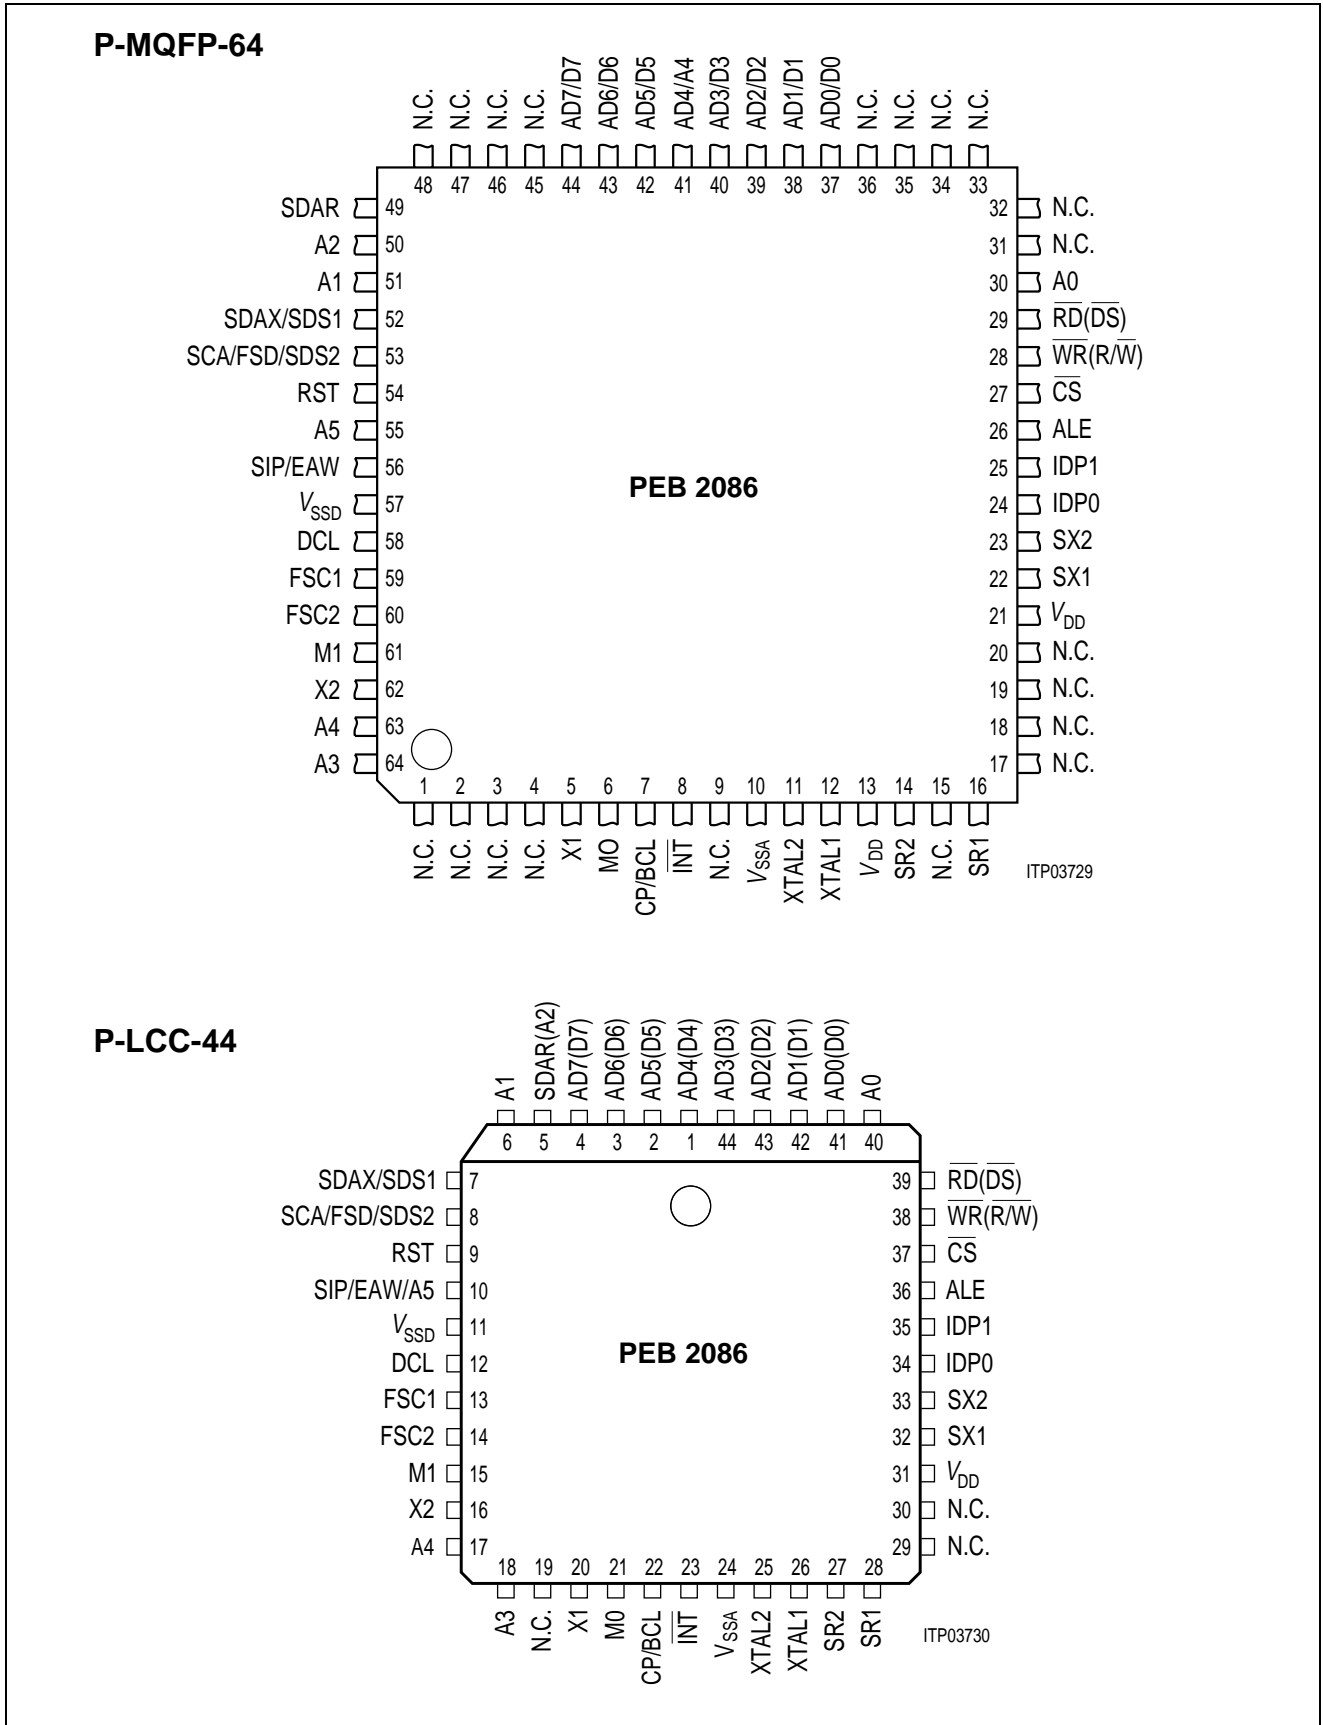 P-MQFP-64
N.C. N.C. N.C. N.C. AD7/D7 AD6/D6 AD5/D5 AD4/A4 AD3/D3 AD2/D2 AD1/D1 AD0/D0 N.C. N.C. N.C. N.C.
48 47 46 45 44 43 42 41 40 39 38 37 36 35 34 33
SDAR 49 32 N.C.
A2 50 31 N.C.
A1 51 30 A0
SDAX/SDS1 52 29 R̅D̅(D̅S̅)
SCA/FSD/SDS2 53 28 W̅R̅(R/W̅)
RST 54 27 C̅S̅
A5 55 26 ALE
SIP/EAW 56 25 IDP1
PEB 2086
VSSD 57 24 IDP0
DCL 58 23 SX2
FSC1 59 22 SX1
FSC2 60 21 VDD
M1 61 20 N.C.
X2 62 19 N.C.
A4 63 18 N.C.
A3 64 17 N.C.
1 2 3 4 5 6 7 8 9 10 11 12 13 14 15 16
N.C. N.C. N.C. N.C. X1 MO CP/BCL I̅N̅T̅ N.C. VSSA XTAL2 XTAL1 VDD SR2 N.C. SR1
ITP03729
P-LCC-44
A1 SDAR(A2) AD7(D7) AD6(D6) AD5(D5) AD4(D4) AD3(D3) AD2(D2) AD1(D1) AD0(D0) A0
6 5 4 3 2 1 44 43 42 41 40
SDAX/SDS1 7 39 R̅D̅(D̅S̅)
SCA/FSD/SDS2 8 38 W̅R̅(R̅/̅W̅)
RST 9 37 C̅S̅
SIP/EAW/A5 10 36 ALE
VSSD 11 35 IDP1
PEB 2086
DCL 12 34 IDP0
FSC1 13 33 SX2
FSC2 14 32 SX1
M1 15 31 VDD
X2 16 30 N.C.
A4 17 29 N.C.
18 19 20 21 22 23 24 25 26 27 28
A3 N.C. X1 M0 CP/BCL I̅N̅T̅ VSSA XTAL2 XTAL1 SR2 SR1
ITP03730